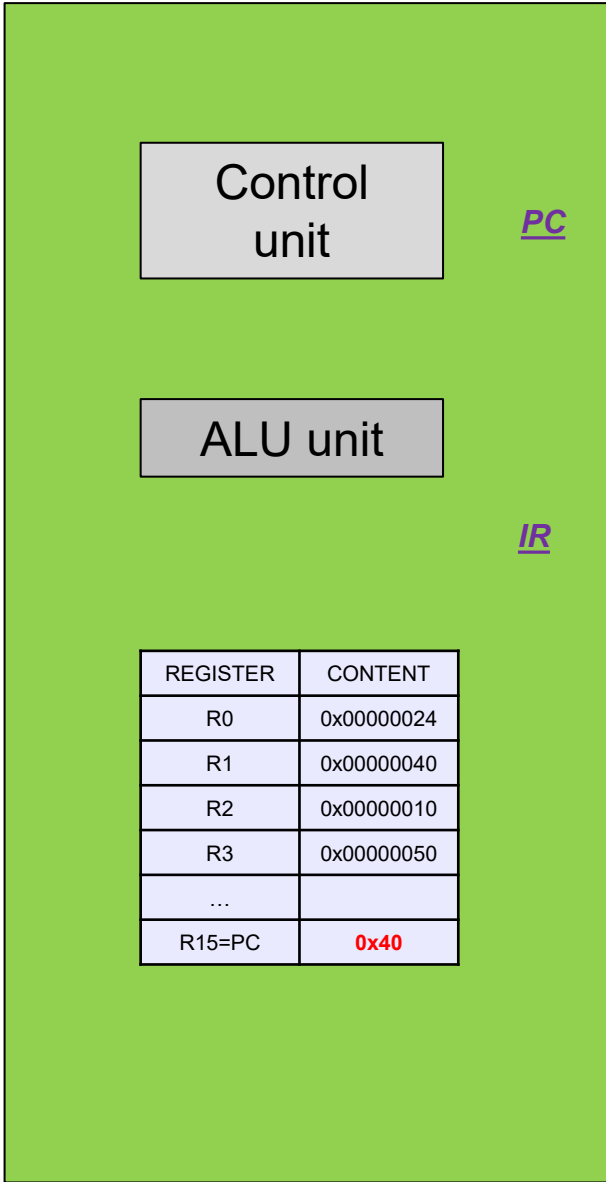 Control
unit
PC
ALU unit
IR
REGISTER CONTENT
R0 0x00000024
R1 0x00000040
R2 0x00000010
R3 0x00000050
…
R15=PC 0x40